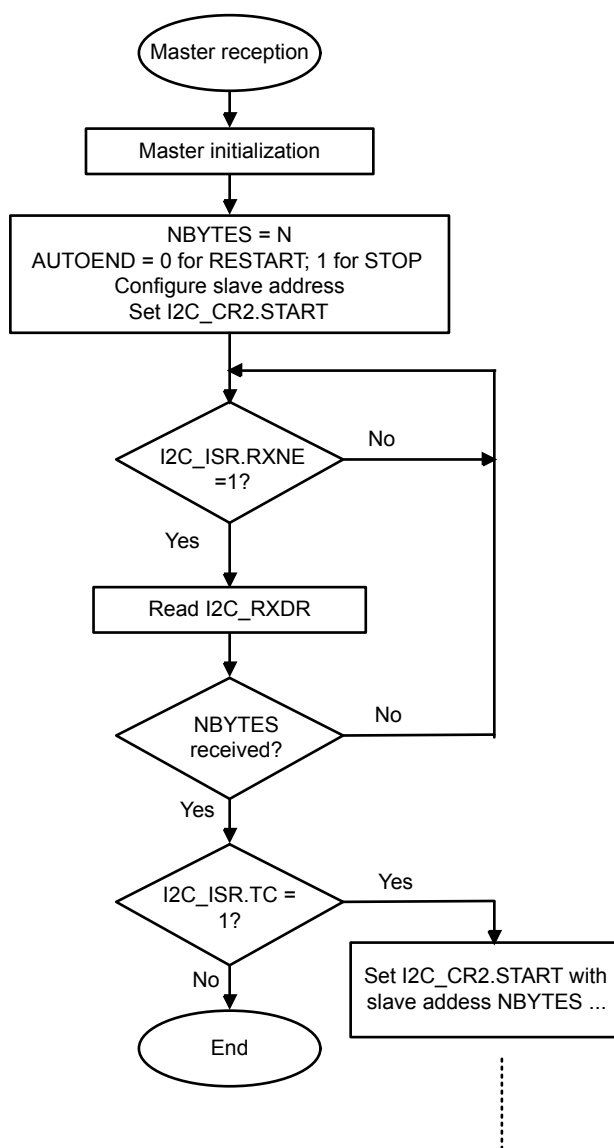 Master reception
Master initialization
NBYTES = N
AUTOEND = 0 for RESTART; 1 for STOP
Configure slave address
Set I2C_CR2.START
I2C_ISR.RXNE
=1?
No
Yes
Read I2C_RXDR
NBYTES
received?
No
Yes
I2C_ISR.TC =
1?
Yes
No
Set I2C_CR2.START with
slave addess NBYTES ...
End